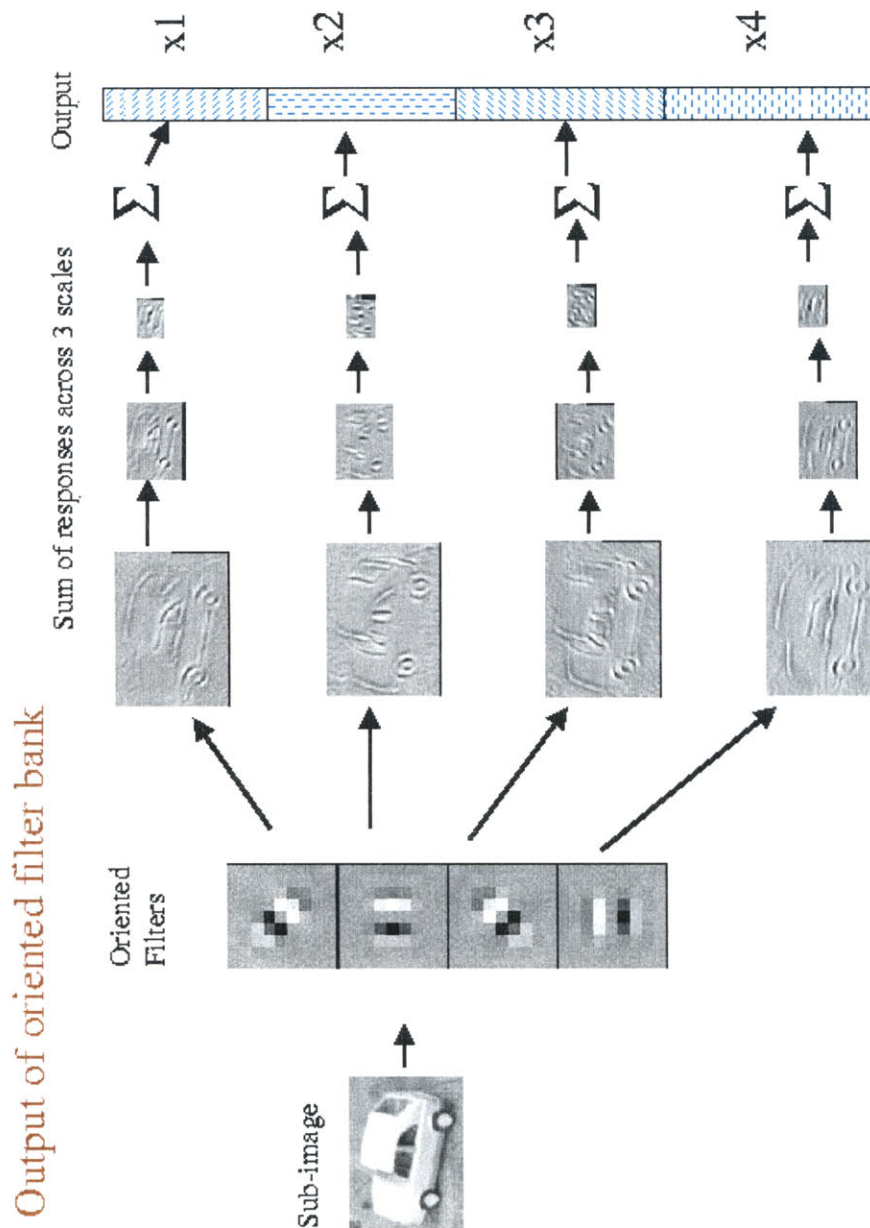 Output of oriented filter bank
Sub-image
Oriented
Filters
Sum of responses across 3 scales
Σ
Σ
Σ
Σ
Output
x1
x2
x3
x4